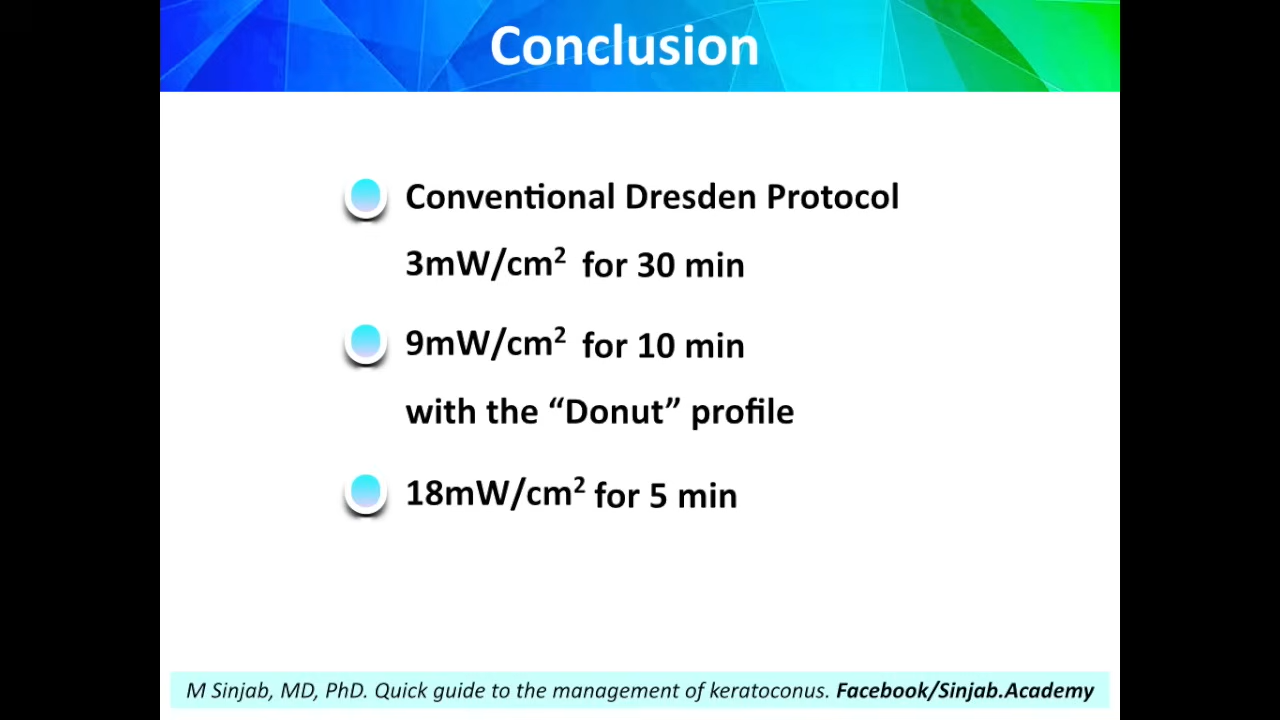 Conclusion
Conventional Dresden Protocol
3mW/cm² for 30 min
9mW/cm² for 10 min
with the “Donut” profile
18mW/cm² for 5 min
M Sinjab, MD, PhD. Quick guide to the management of keratoconus. Facebook/Sinjab.Academy